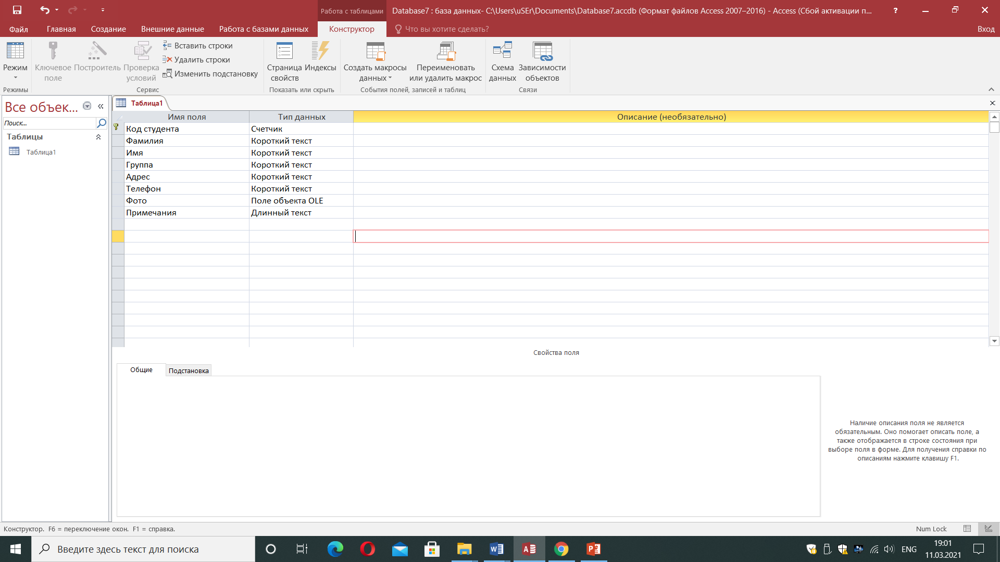 Работа с таблицами
Database7 : база данных- C:\Users\uSEr\Documents\Database7.accdb (Формат файлов Access 2007–2016) - Access (Сбой активации п...
?
Файл
Главная
Создание
Внешние данные
Работа с базами данных
Конструктор
Что вы хотите сделать?
Вход
Режим
Ключевое поле
Построитель
Проверка условий
Вставить строки
Удалить строки
Изменить подстановку
Страница свойств
Индексы
Создать макросы данных
Переименовать или удалить макрос
Схема данных
Зависимости объектов
Режимы
Сервис
Показать или скрыть
События полей, записей и таблиц
Связи
Все объек...
Поиск...
Таблицы
Таблица1
Таблица1
Имя поля Тип данных Описание (необязательно)
Код студента Счетчик
Фамилия Короткий текст
Имя Короткий текст
Группа Короткий текст
Адрес Короткий текст
Телефон Короткий текст
Фото Поле объекта OLE
Примечания Длинный текст
Свойства поля
Общие
Подстановка
Наличие описания поля не является
обязательным. Оно помогает описать поле, а
также отображается в строке состояния при
выборе поля в форме. Для получения справки по
описаниям нажмите клавишу F1.
Конструктор. F6 = переключение окон. F1 = справка.
Num Lock
Введите здесь текст для поиска
ENG
19:01
11.03.2021